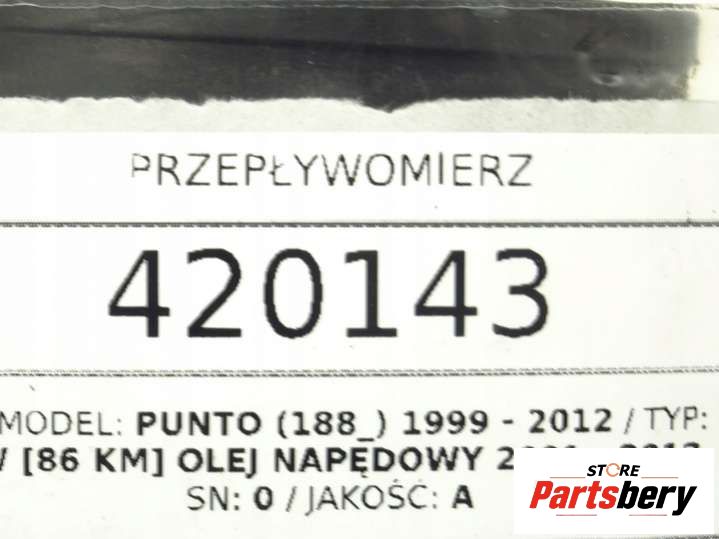 PRZEPŁYWOMIERZ
420143
MODEL: PUNTO (188_) 1999 - 2012 / TYP:
[86 KM] OLEJ NAPĘDOWY
SN: 0 / JAKOŚĆ: A
STORE
Partsbery